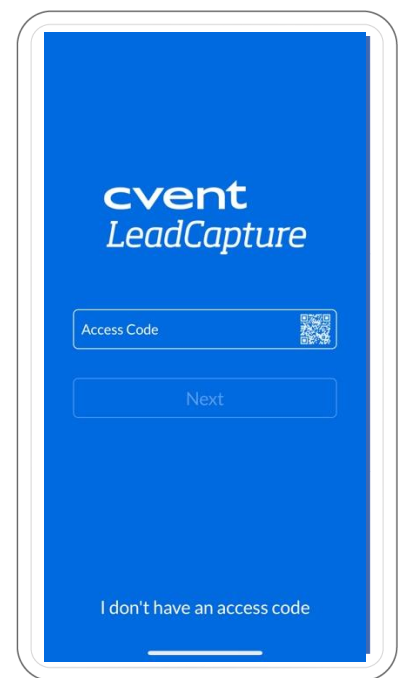 cvent
LeadCapture
Access Code
Next
I don't have an access code